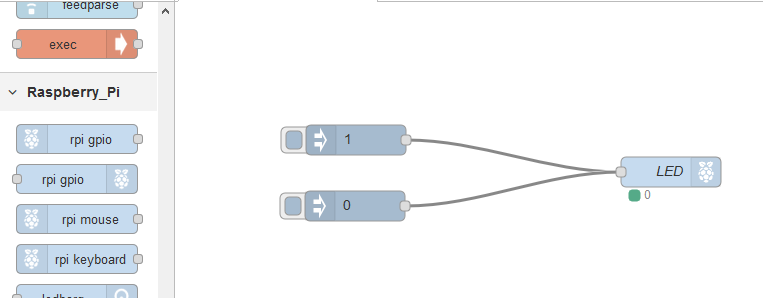 feedparse
exec
Raspberry_Pi
rpi gpio
rpi gpio
rpi mouse
rpi keyboard
1
0
LED
0